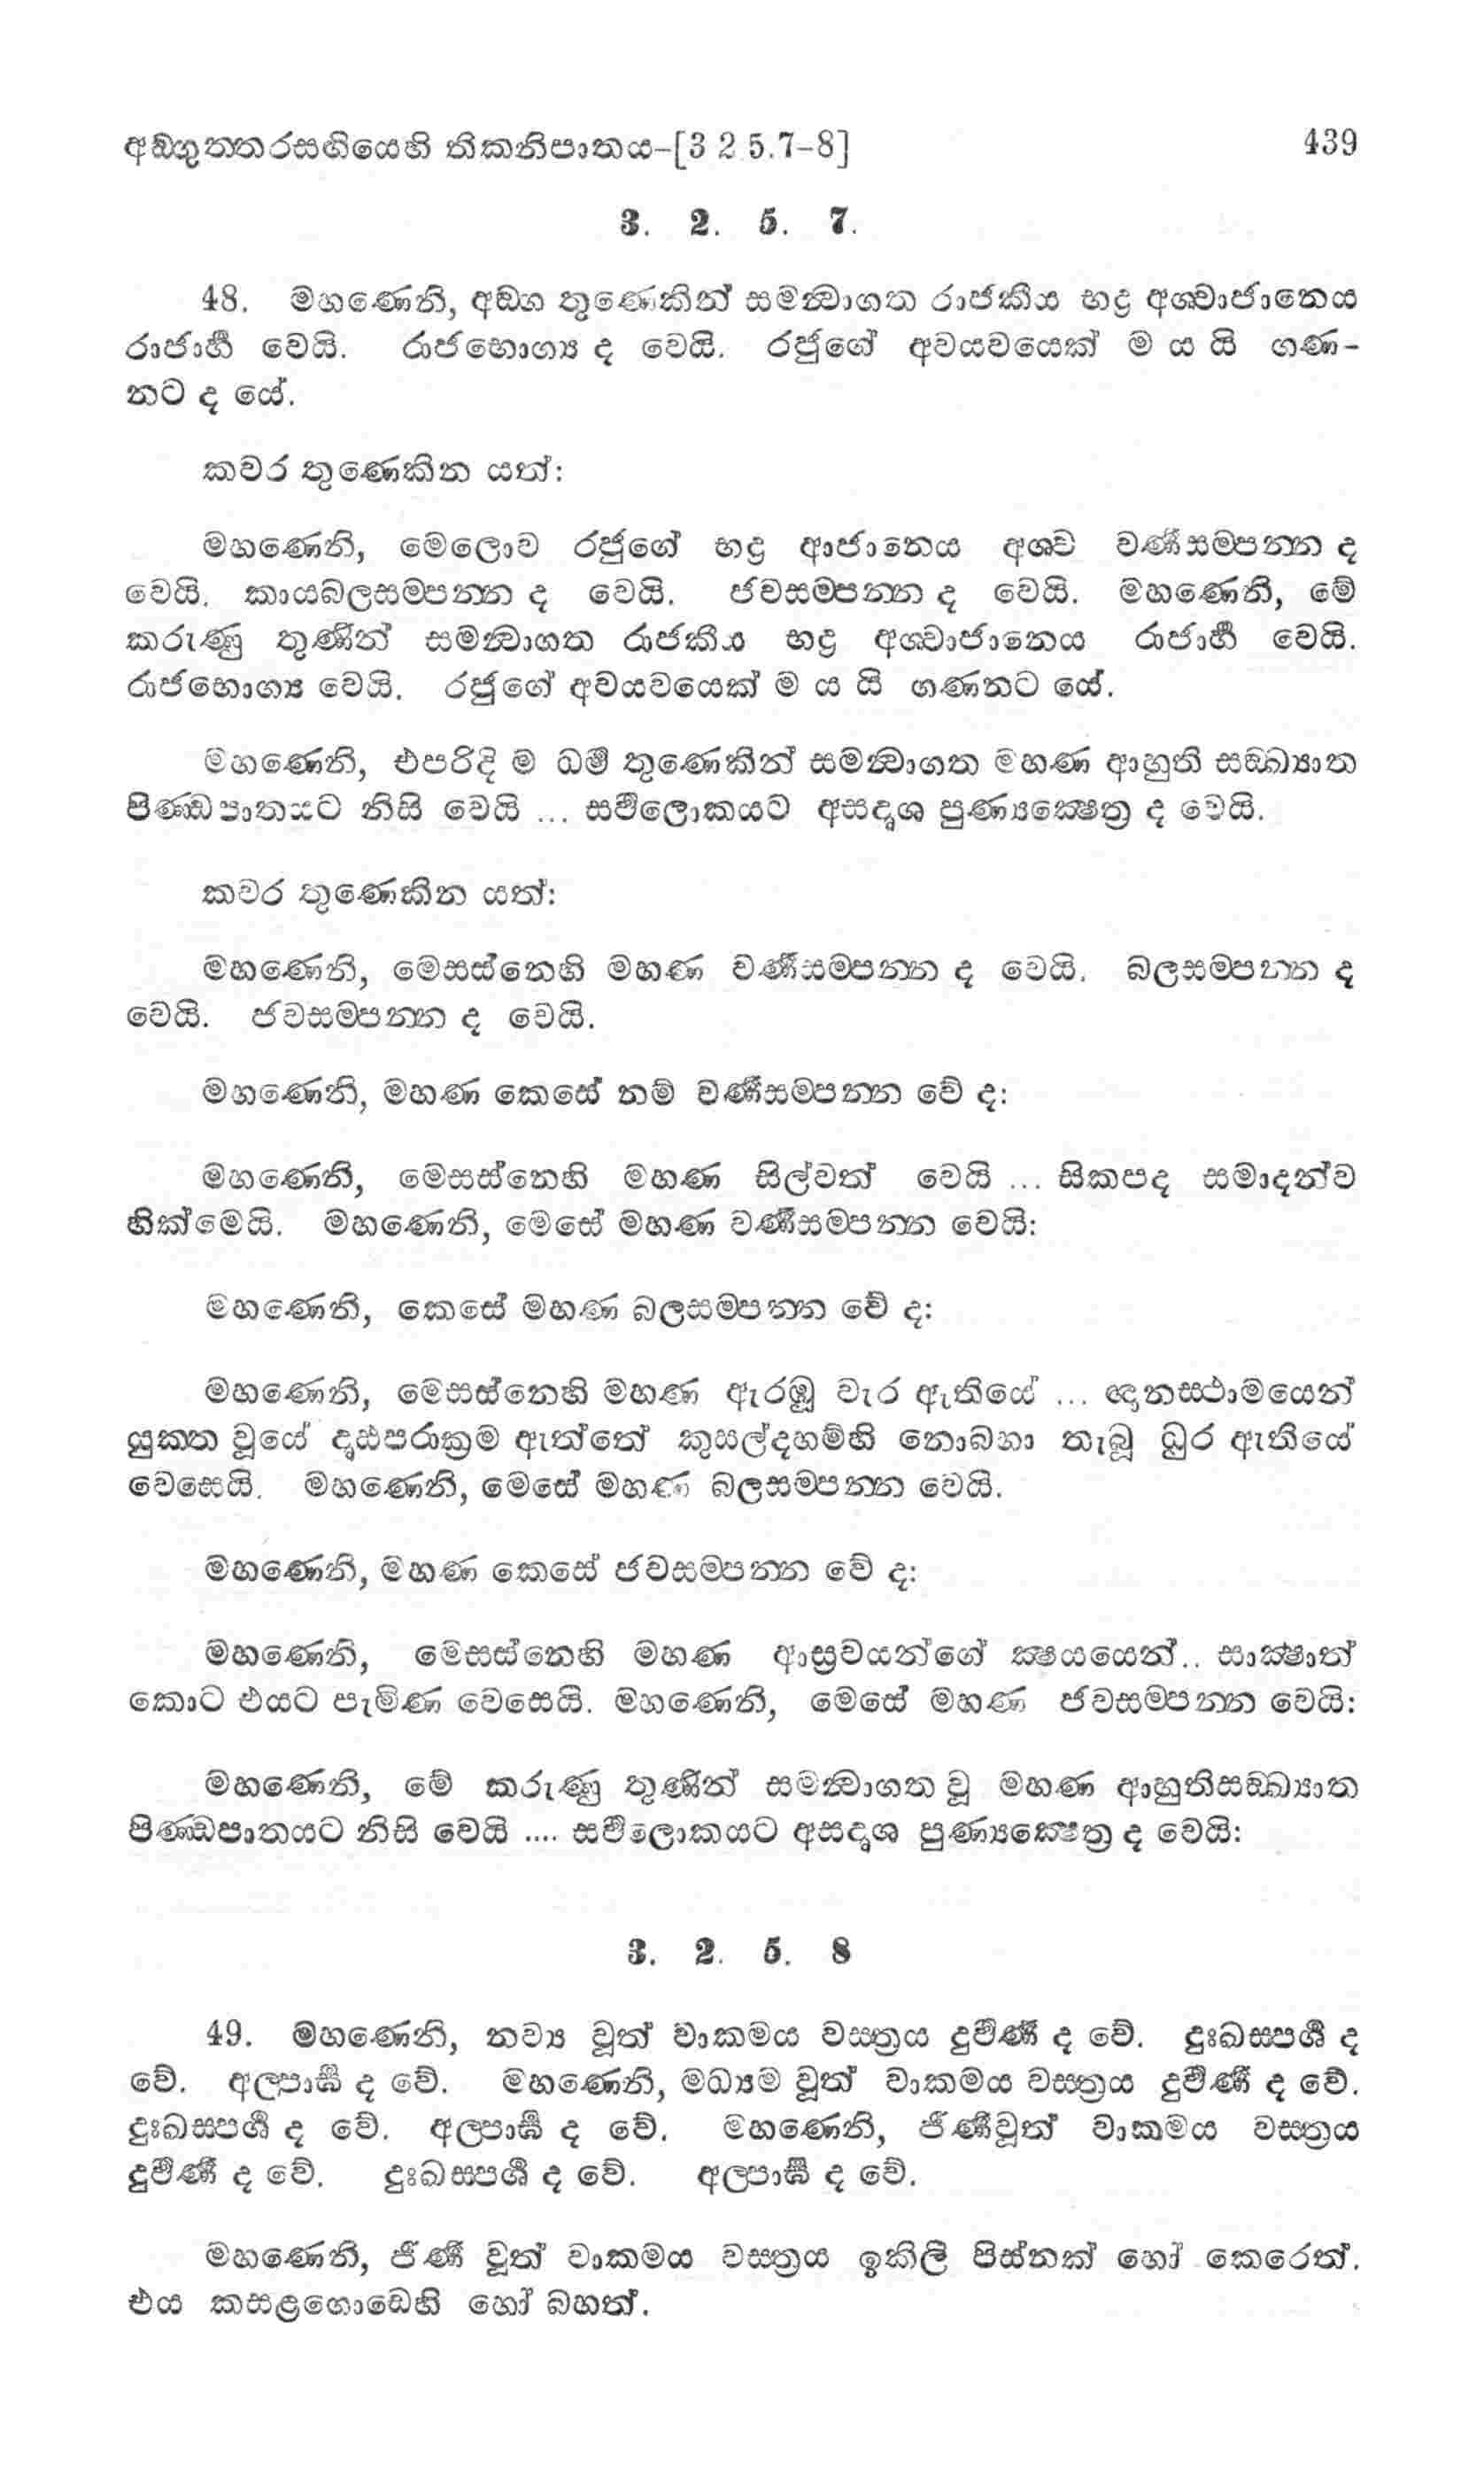 අඞ්ගුත්තරසඟියෙහි තිකනිපාතය-[3 2 5.7-8] 439
3. 2. 5. 7.
48. මහණෙනි, අඞ්ග තුණෙකින් සමන්වාගත රාජකීය භද්‍ර අශ්වාජානෙය
රාජාර්හ වෙයි. රාජභොග්‍ය ද වෙයි. රජුගේ අවයවයෙක් ම ය යි ගණ-
නට ද යේ.
කවර තුණෙකින යත්:
මහණෙනි, මෙලොව රජුගේ භද්‍ර ආජානෙය අශ්ව වර්ණසම්පන්න ද
වෙයි. කායබලසම්පන්න ද වෙයි. ජවසම්පන්න ද වෙයි. මහණෙනි, මේ
කරුණු තුණින් සමන්වාගත රාජකීය භද්‍ර අශ්වාජානෙය රාජාර්හ වෙයි.
රාජභොග්‍ය වෙයි. රජුගේ අවයවයෙක් ම ය යි ගණනට යේ.
මහණෙනි, එපරිදි ම ධර්ම තුණෙකින් සමන්වාගත මහණ ආහුති සඞ්ඛ්‍යාත
පිණ්ඩපාතයට නිසි වෙයි ... සර්වලොකයට අසදෘශ පුණ්‍යක්‍ෂෙත්‍ර ද වෙයි.
කවර තුණෙකින යත්:
මහණෙනි, මෙසස්නෙහි මහණ වර්ණසම්පන්න ද වෙයි. බලසම්පන්න ද
වෙයි. ජවසම්පන්න ද වෙයි.
මහණෙනි, මහණ කෙසේ නම් වර්ණසම්පන්න වේ ද:
මහණෙනි, මෙසස්නෙහි මහණ සිල්වත් වෙයි ... සිකපද සමාදන්ව
හික්මෙයි. මහණෙනි, මෙසේ මහණ වර්ණසම්පන්න වෙයි:
මහණෙනි, කෙසේ මහණ බලසම්පන්න වේ ද:
මහණෙනි, මෙසස්නෙහි මහණ ඇරඹූ වැර ඇතියේ ... ඥානස්ථාමයෙන්
යුක්ත වූයේ දෘඪපරාක්‍රම ඇත්තේ කුසල්දහම්හි නොබහා තැබූ ධුර ඇතියේ
වෙසෙයි. මහණෙනි, මෙසේ මහණ බලසම්පන්න වෙයි.
මහණෙනි, මහණ කෙසේ ජවසම්පන්න වේ ද:
මහණෙනි, මෙසස්නෙහි මහණ ආස්‍රවයන්ගේ ක්‍ෂයයෙන්.. සාක්‍ෂාත්
කොට එයට පැමිණ වෙසෙයි. මහණෙනි, මෙසේ මහණ ජවසම්පන්න වෙයි:
මහණෙනි, මේ කරුණු තුණින් සමන්වාගත වූ මහණ ආහුතිසඞ්ඛ්‍යාත
පිණ්ඩපාතයට නිසි වෙයි .... සර්වලොකයට අසදෘශ පුණ්‍යක්‍ෂෙත්‍ර ද වෙයි:
3. 2. 5. 8
49. මහණෙනි, නව්‍ය වූත් වාකමය වස්ත්‍රය දුර්වර්ණ ද වේ. දුඃඛස්පර්ශ ද
වේ. අල්පාර්ඝ ද වේ. මහණෙනි, මධ්‍යම වූත් වාකමය වස්ත්‍රය දුර්වර්ණ ද වේ.
දුඃඛස්පර්ශ ද වේ. අල්පාර්ඝ ද වේ. මහණෙනි, ජීර්ණවූත් වාකමය වස්ත්‍රය
දුර්වර්ණ ද වේ. දුඃඛස්පර්ශ ද වේ. අල්පාර්ඝ ද වේ.
මහණෙනි, ජීර්ණ වූත් වාකමය වස්ත්‍රය ඉකිලි පිස්නක් හෝ කෙරෙත්.
එය කසළගොඩෙහි හෝ බහත්.